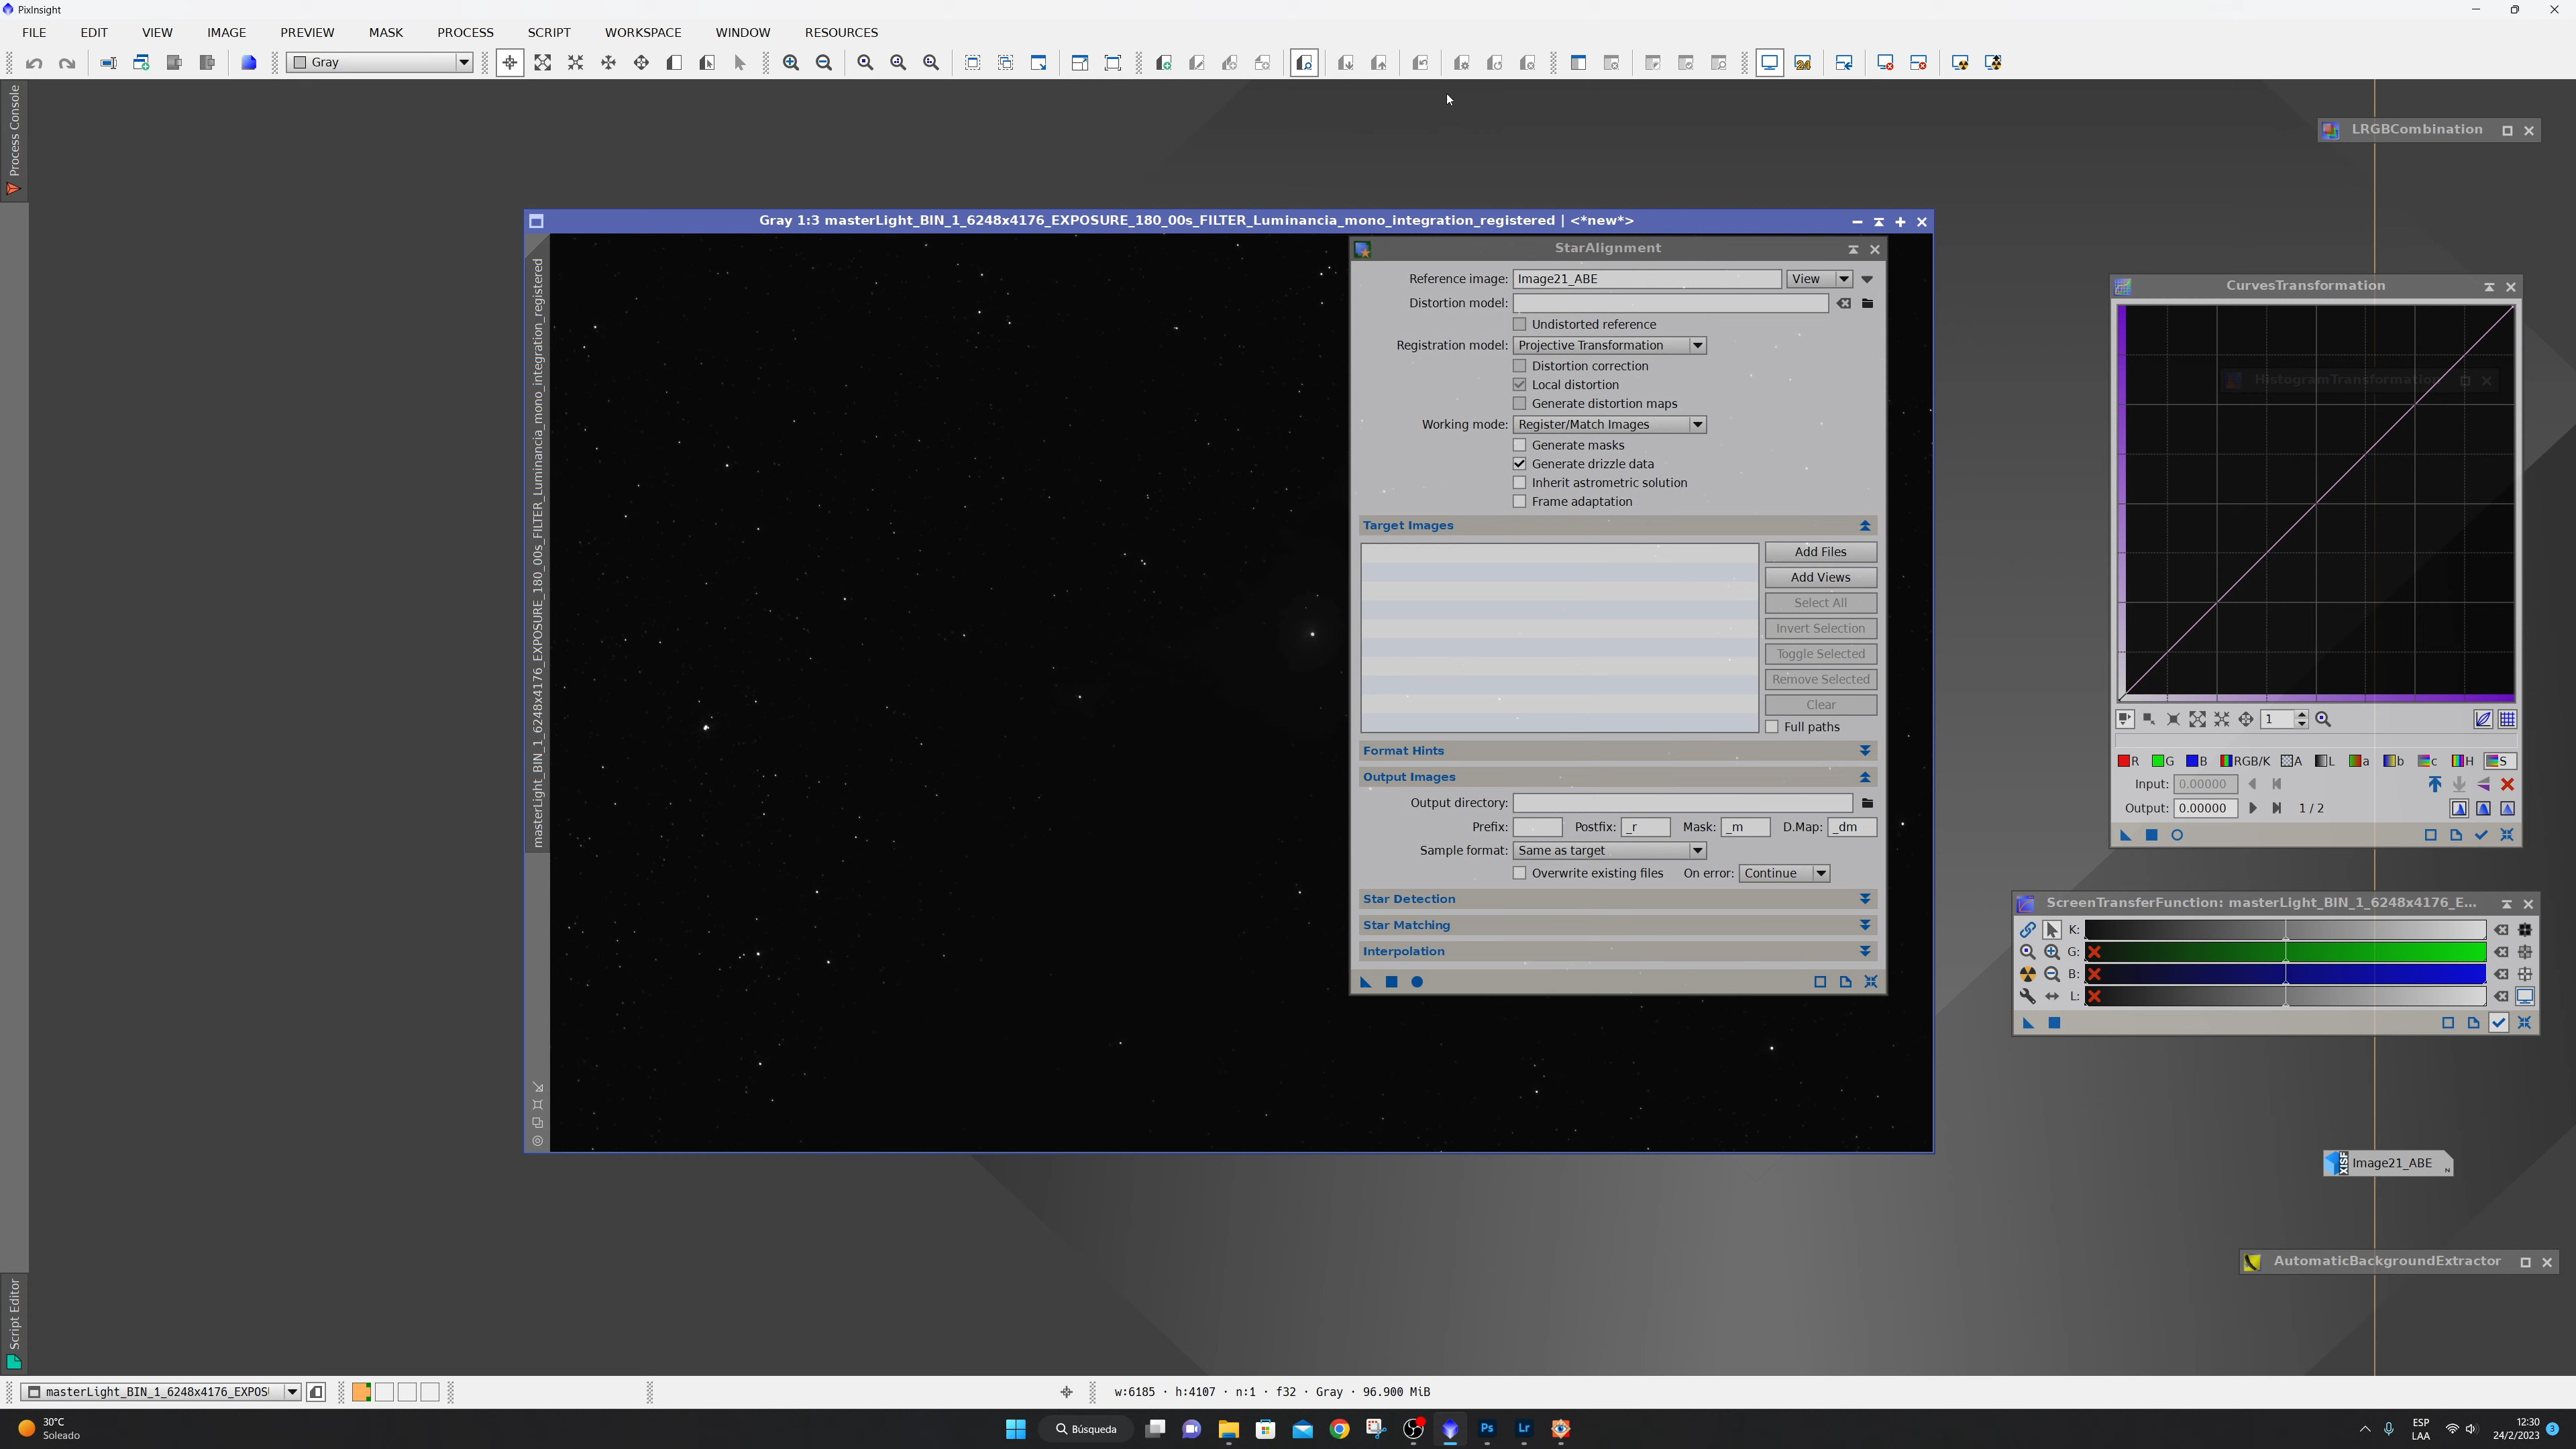 PixInsight
FILE EDIT VIEW IMAGE PREVIEW MASK PROCESS SCRIPT WORKSPACE WINDOW RESOURCES
Gray
24
Process Console
Script Editor
LRGBCombination
Gray 1:3 masterLight_BIN_1_6248x4176_EXPOSURE_180_00s_FILTER_Luminancia_mono_integration_registered | <*new*>
masterLight_BIN_1_6248x4176_EXPOSURE_180_00s_FILTER_Luminancia_mono_integration_registered
StarAlignment
Reference image: Image21_ABE View
Distortion model:
Undistorted reference
Registration model: Projective Transformation
Distortion correction
Local distortion
Generate distortion maps
Working mode: Register/Match Images
Generate masks
Generate drizzle data
Inherit astrometric solution
Frame adaptation
Target Images
Add Files
Add Views
Select All
Invert Selection
Toggle Selected
Remove Selected
Clear
Full paths
Format Hints
Output Images
Output directory:
Prefix: Postfix: _r Mask: _m D.Map: _dm
Sample format: Same as target
Overwrite existing files On error: Continue
Star Detection
Star Matching
Interpolation
CurvesTransformation
HistogramTransformation
1
R G B RGB/K A L a b c H S
Input: 0.00000
Output: 0.00000 1 / 2
ScreenTransferFunction: masterLight_BIN_1_6248x4176_E...
K:
G:
B:
L:
XISF Image21_ABE N
AutomaticBackgroundExtractor
masterLight_BIN_1_6248x4176_EXPOS
w:6185 · h:4107 · n:1 · f32 · Gray · 96.900 MiB
30°C
Soleado
Búsqueda
Ps
Lr
ESP
LAA
12:30
24/2/2023
3